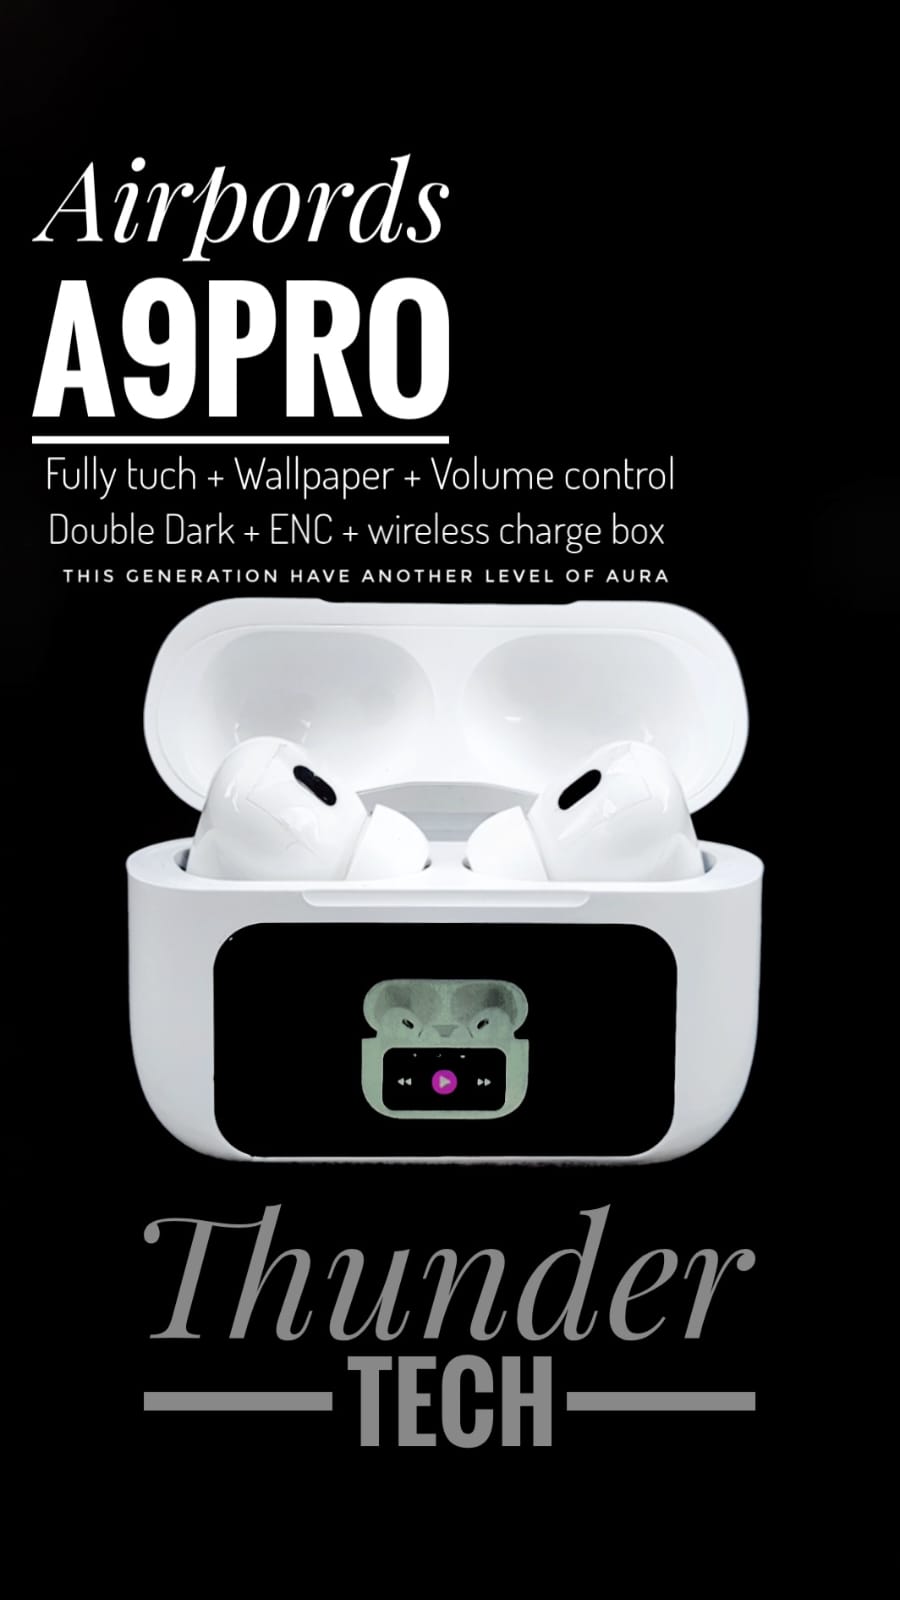 Airpords
A9PRO
Fully tuch + Wallpaper + Volume control
Double Dark + ENC + wireless charge box
THIS GENERATION HAVE ANOTHER LEVEL OF AURA
Thunder
TECH